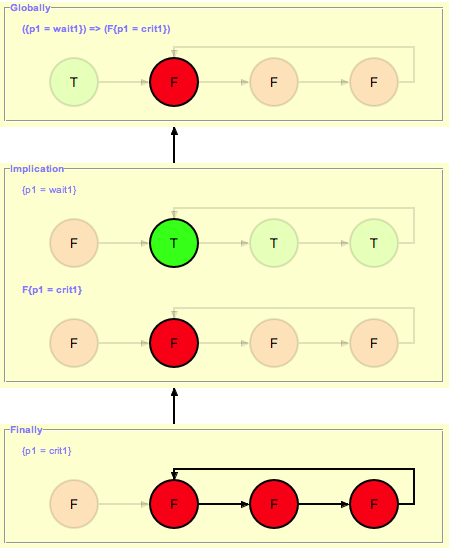 Globally
({p1 = wait1}) => (F{p1 = crit1})
T F F F
Implication
{p1 = wait1}
F T T T
F{p1 = crit1}
F F F F
Finally
{p1 = crit1}
F F F F